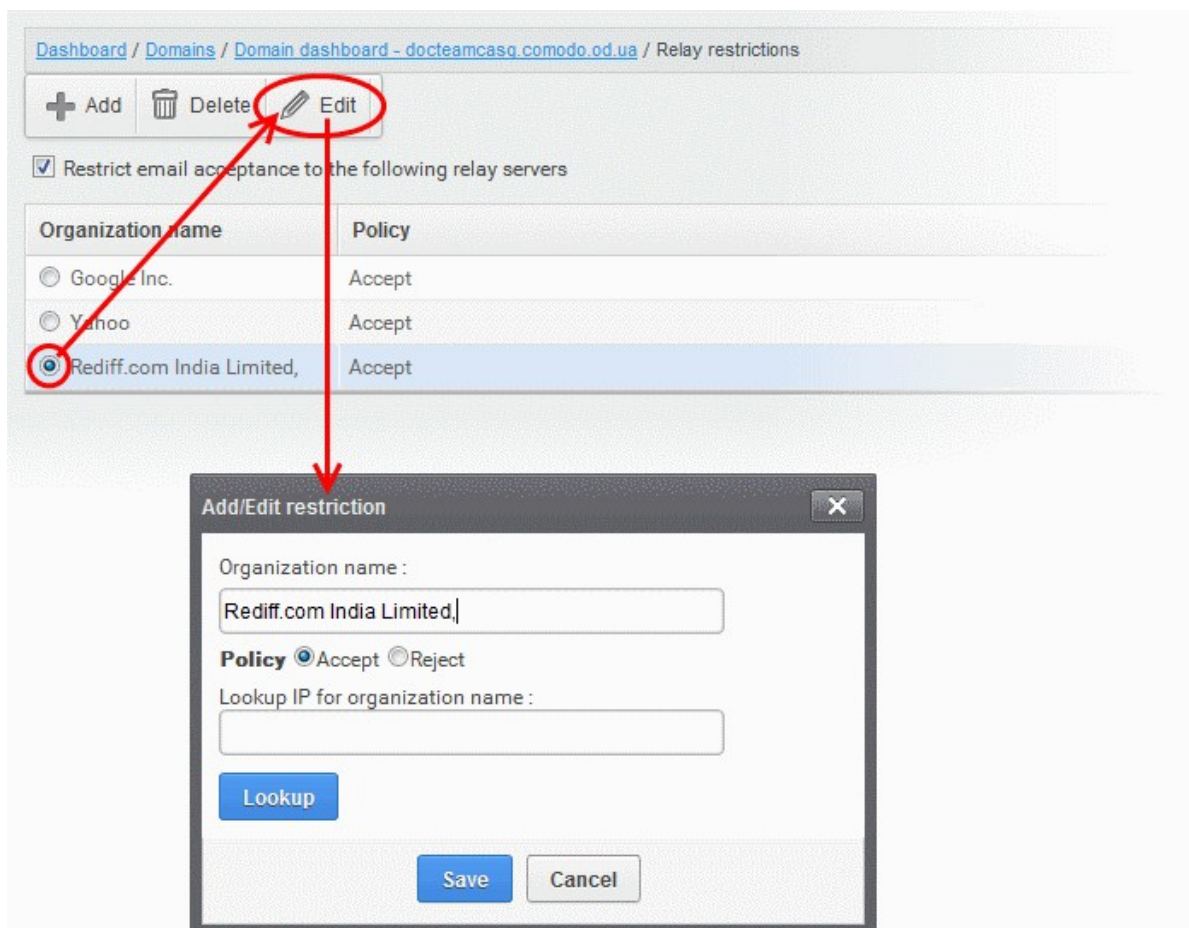 Dashboard / Domains / Domain dashboard - docteamcasg.comodo.od.ua / Relay restrictions
Add Delete Edit
Restrict email acceptance to the following relay servers
Organization name Policy
Google Inc. Accept
Yahoo Accept
Rediff.com India Limited, Accept
Add/Edit restriction
Organization name :
Rediff.com India Limited,
Policy Accept Reject
Lookup IP for organization name :
Lookup
Save Cancel